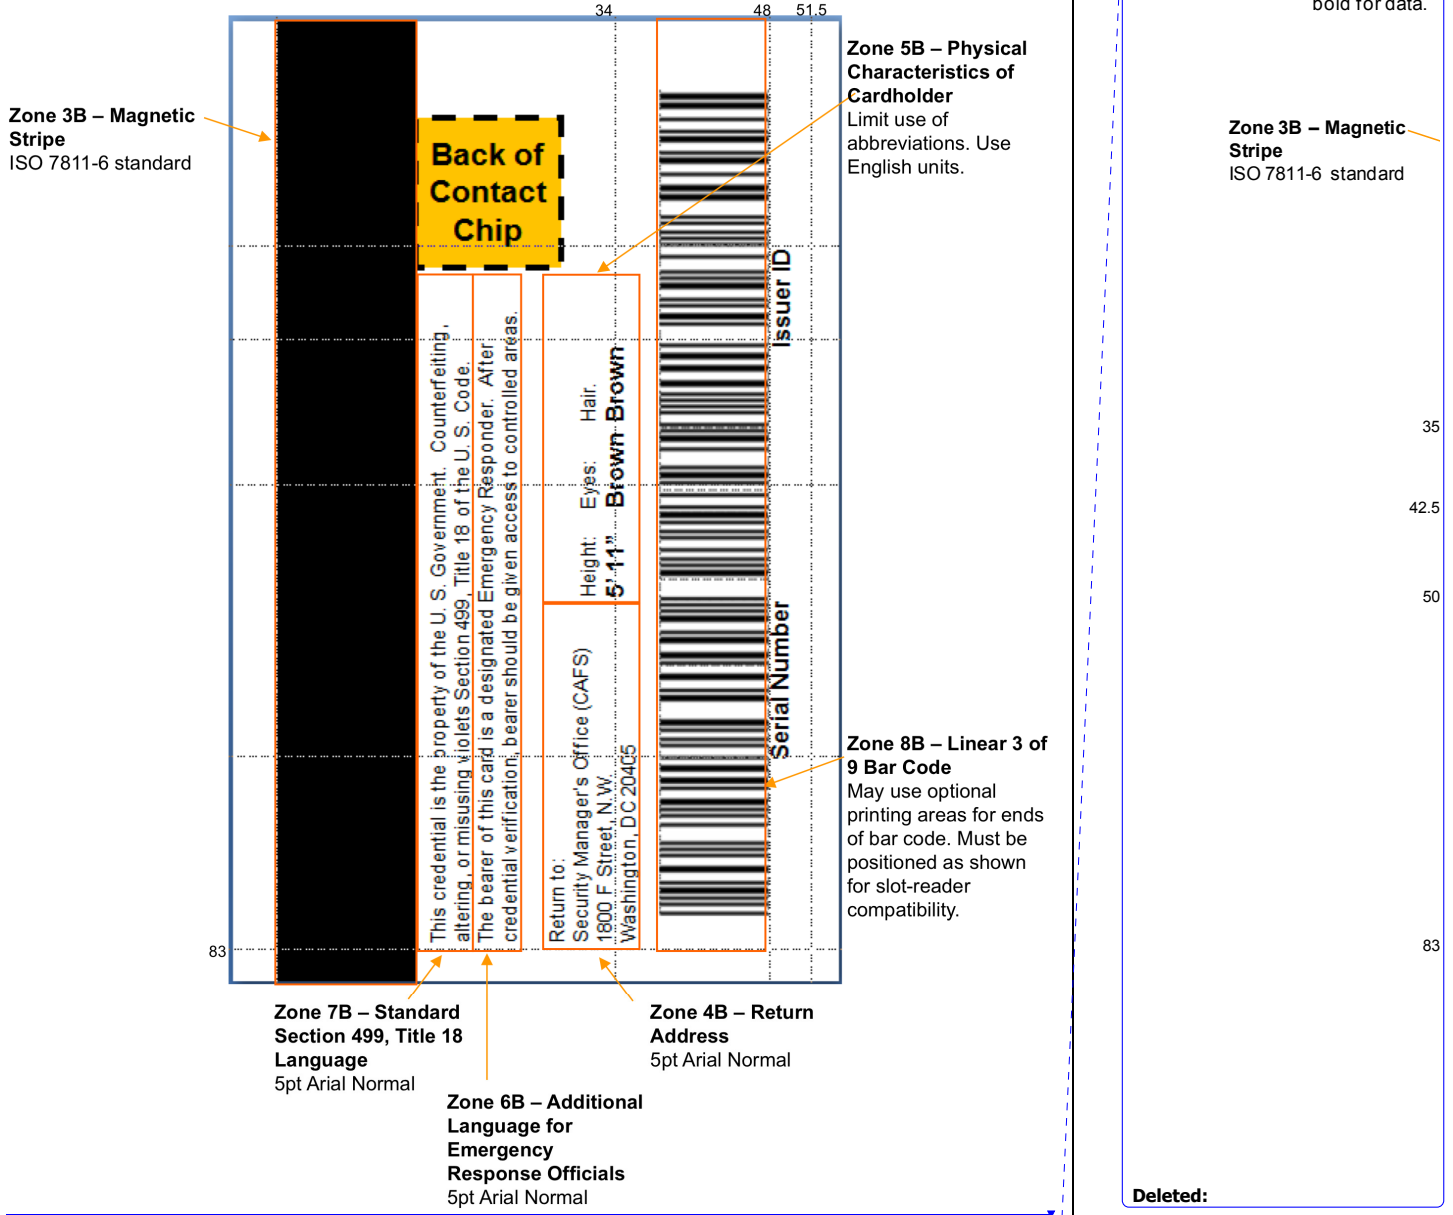 34
48
51.5
bold for data.
Zone 5B – Physical
Characteristics of
Cardholder
Limit use of
abbreviations. Use
English units.
Zone 3B – Magnetic
Stripe
ISO 7811-6 standard
Back of
Contact
Chip
Zone 3B – Magnetic
Stripe
ISO 7811-6 standard
This credential is the property of the U. S. Government. Counterfeiting,
altering, or misusing violets Section 499, Title 18 of the U. S. Code.
The bearer of this card is a designated Emergency Responder. After
credential verification, bearer should be given access to controlled areas.
Height: Eyes: Hair.
5' 11” Brown Brown
Return to:
Security Manager's Office (CAFS)
1800 F Street, N.W.
Washington, DC 20405
Issuer ID
Serial Number
35
42.5
50
83
83
Zone 8B – Linear 3 of
9 Bar Code
May use optional
printing areas for ends
of bar code. Must be
positioned as shown
for slot-reader
compatibility.
Zone 7B – Standard
Section 499, Title 18
Language
5pt Arial Normal
Zone 4B – Return
Address
5pt Arial Normal
Zone 6B – Additional
Language for
Emergency
Response Officials
5pt Arial Normal
Deleted: